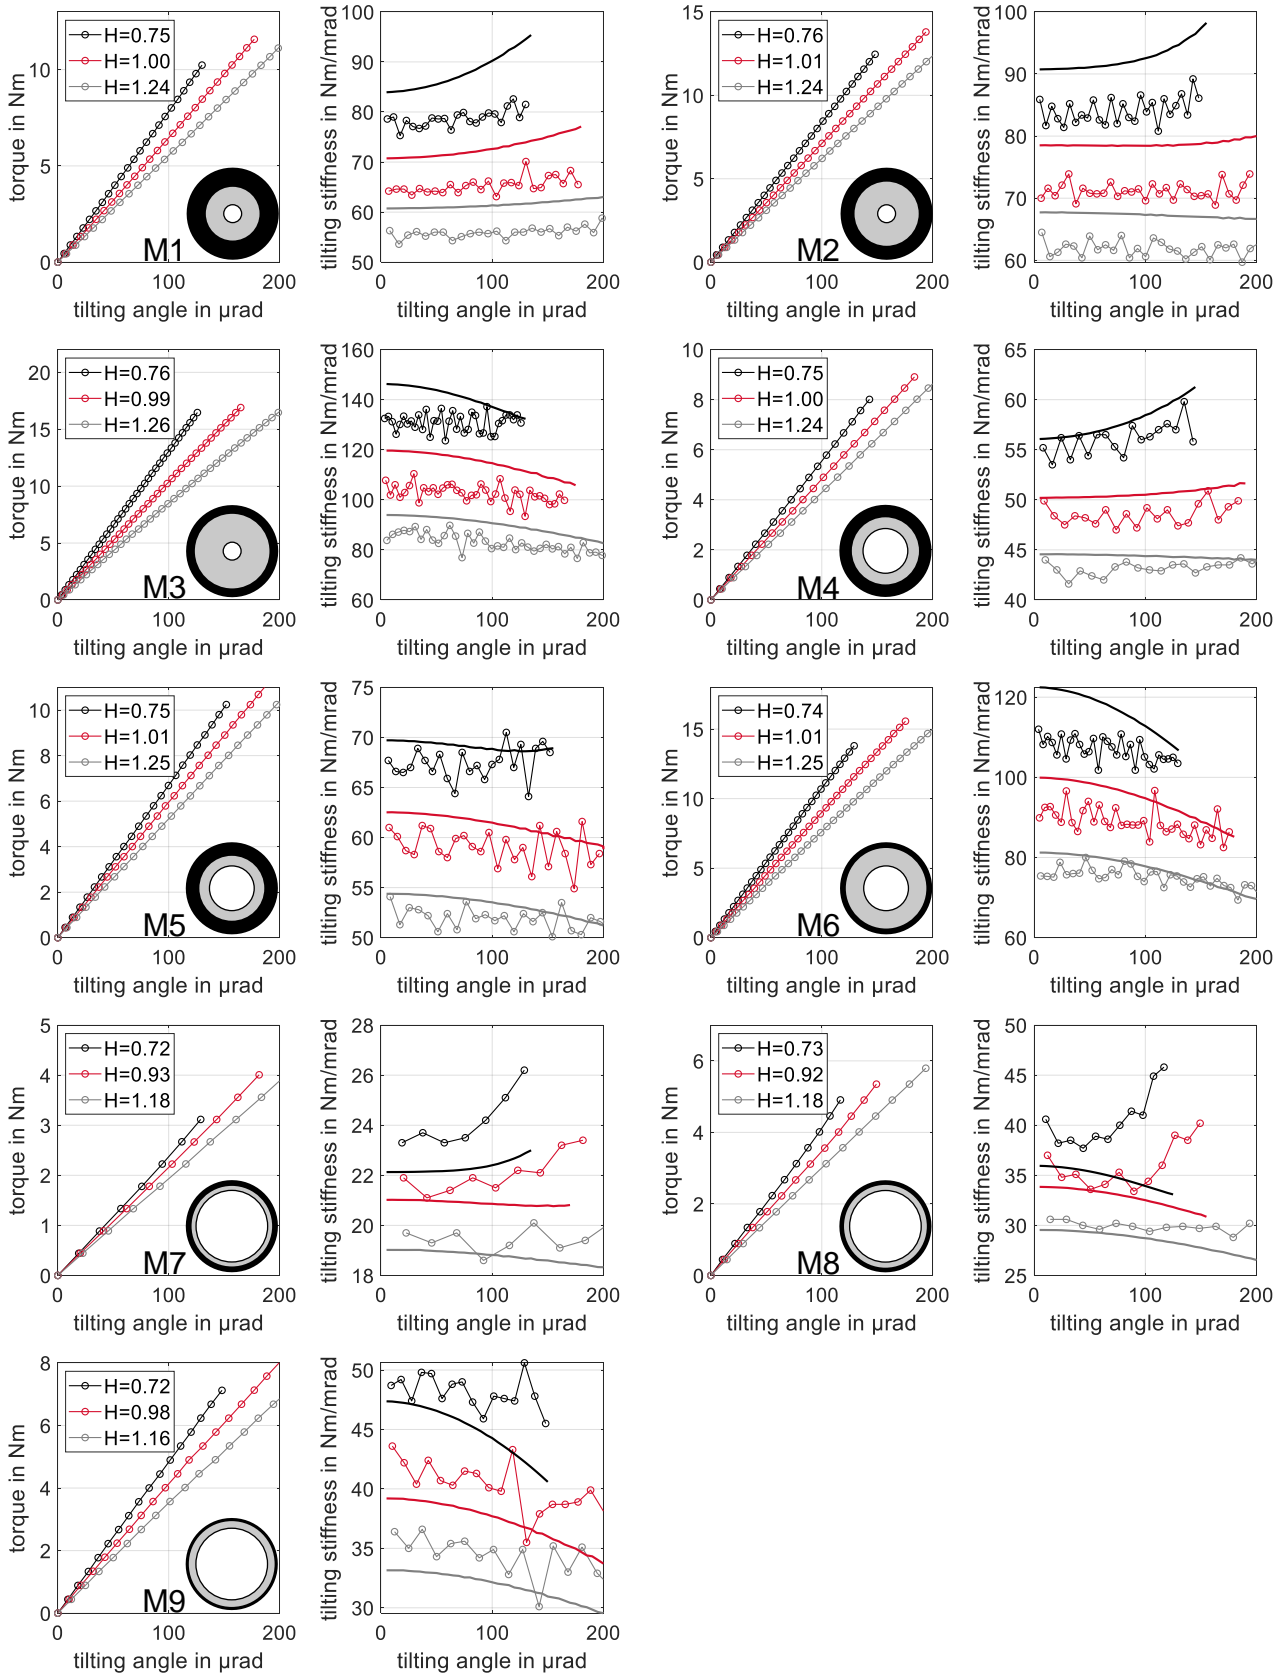 torque in Nm
10
5
0
H=0.75
H=1.00
H=1.24
M1
0
100
200
tilting angle in µrad
tilting stiffness in Nm/mrad
100
90
80
70
60
50
0
100
200
tilting angle in µrad
torque in Nm
15
10
5
0
H=0.76
H=1.01
H=1.24
M2
0
100
200
tilting angle in µrad
tilting stiffness in Nm/mrad
100
90
80
70
60
0
100
200
tilting angle in µrad
torque in Nm
20
15
10
5
0
H=0.76
H=0.99
H=1.26
M3
0
100
200
tilting angle in µrad
tilting stiffness in Nm/mrad
160
140
120
100
80
60
0
100
200
tilting angle in µrad
torque in Nm
10
8
6
4
2
0
H=0.75
H=1.00
H=1.24
M4
0
100
200
tilting angle in µrad
tilting stiffness in Nm/mrad
65
60
55
50
45
40
0
100
200
tilting angle in µrad
torque in Nm
10
8
6
4
2
0
H=0.75
H=1.01
H=1.25
M5
0
100
200
tilting angle in µrad
tilting stiffness in Nm/mrad
75
70
65
60
55
50
0
100
200
tilting angle in µrad
torque in Nm
15
10
5
0
H=0.74
H=1.01
H=1.25
M6
0
100
200
tilting angle in µrad
tilting stiffness in Nm/mrad
120
100
80
60
0
100
200
tilting angle in µrad
torque in Nm
5
4
3
2
1
0
H=0.72
H=0.93
H=1.18
M7
0
100
200
tilting angle in µrad
tilting stiffness in Nm/mrad
28
26
24
22
20
18
0
100
200
tilting angle in µrad
torque in Nm
6
4
2
0
H=0.73
H=0.92
H=1.18
M8
0
100
200
tilting angle in µrad
tilting stiffness in Nm/mrad
50
45
40
35
30
25
0
100
200
tilting angle in µrad
torque in Nm
8
6
4
2
0
H=0.72
H=0.98
H=1.16
M9
0
100
200
tilting angle in µrad
tilting stiffness in Nm/mrad
50
45
40
35
30
0
100
200
tilting angle in µrad